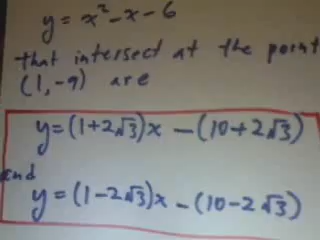 y = x² - x - 6
that intersect at the point
(1, -9) are
y = (1+2√3)x - (10+2√3)
and
y = (1-2√3)x - (10-2√3)